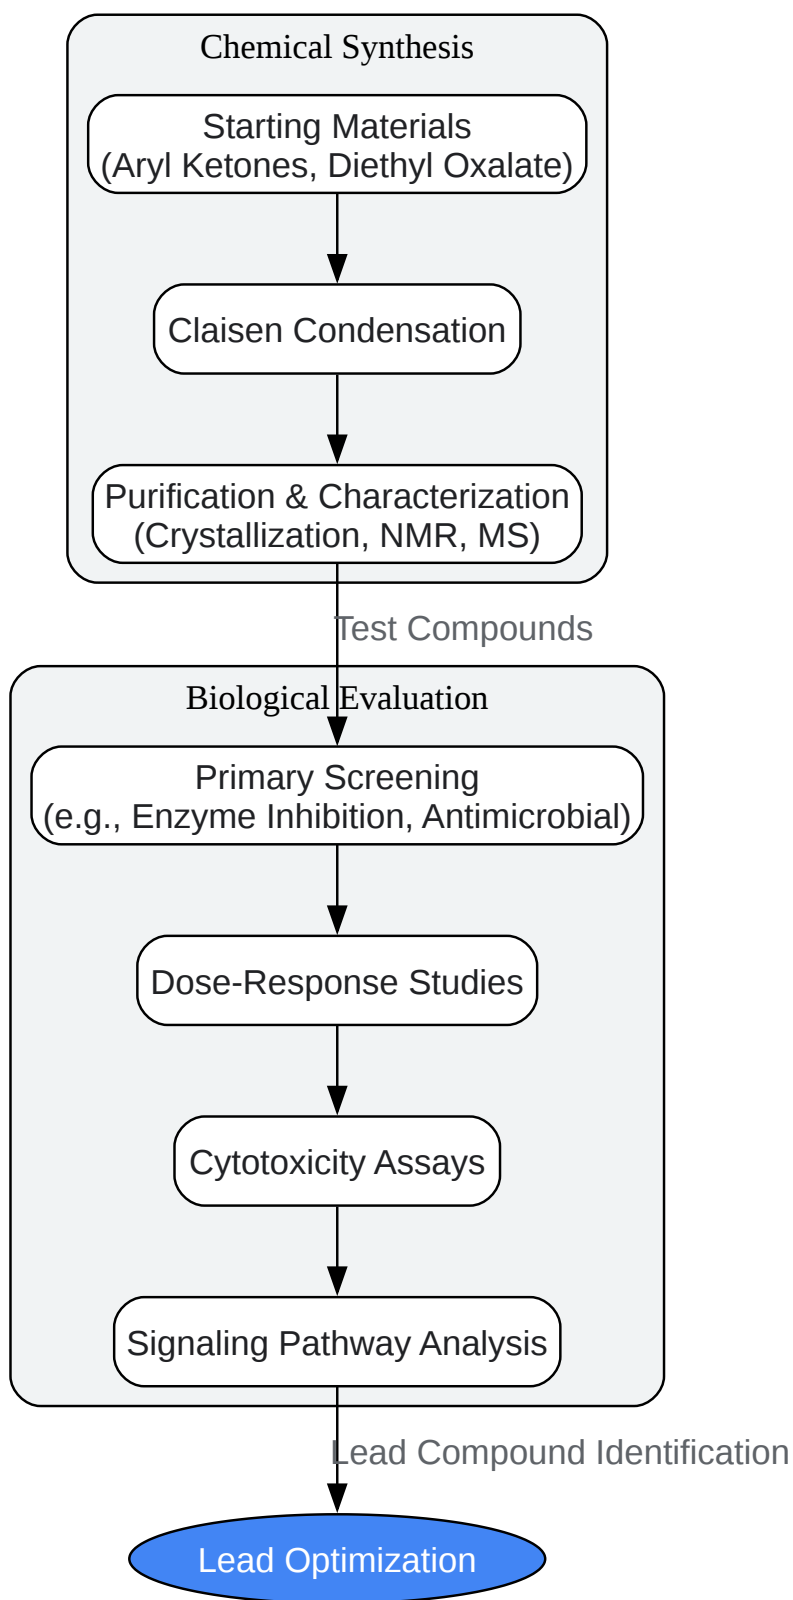 Chemical Synthesis
Starting Materials
(Aryl Ketones, Diethyl Oxalate)
Claisen Condensation
Purification & Characterization
(Crystallization, NMR, MS)
Test Compounds
Biological Evaluation
Primary Screening
(e.g., Enzyme Inhibition, Antimicrobial)
Dose-Response Studies
Cytotoxicity Assays
Signaling Pathway Analysis
Lead Compound Identification
Lead Optimization